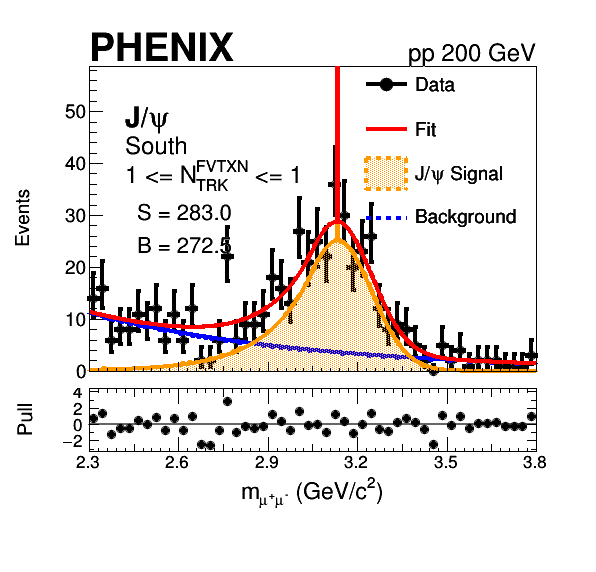 PHENIX pp 200 GeV
J/ψ
South
1 <= N^FVTXN_TRK <= 1
S = 283.0
B = 272.5
Data
Fit
J/ψ Signal
Background
Events
50
40
30
20
10
0
Pull
4
2
0
−2
2.3 2.6 2.9 3.2 3.5 3.8
m_μ⁺μ⁻ (GeV/c²)